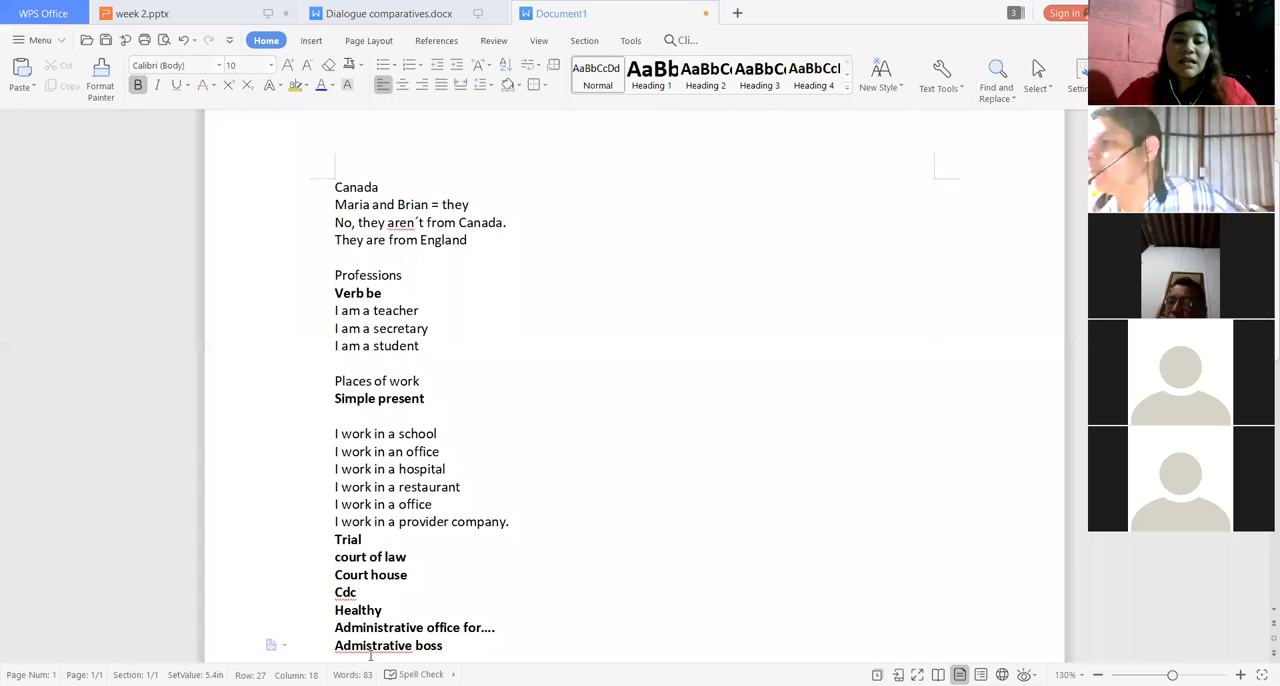 WPS Office
week 2.pptx
Dialogue comparatives.docx
Document1
3
Sign in
Menu
Home
Insert
Page Layout
References
Review
View
Section
Tools
Cli...
Paste
Cut
Copy
Format Painter
Calibri (Body)
10
AaBbCcDd
Normal
AaBb
Heading 1
AaBbC
Heading 2
AaBbC
Heading 3
AaBbCcI
Heading 4
New Style
Text Tools
Find and Replace
Select
Canada
Maria and Brian = they
No, they aren´t from Canada.
They are from England
Professions
Verb be
I am a teacher
I am a secretary
I am a student
Places of work
Simple present
I work in a school
I work in an office
I work in a hospital
I work in a restaurant
I work in a office
I work in a provider company.
Trial
court of law
Court house
Cdc
Healthy
Administrative office for....
Admistrative boss
Page Num: 1
Page: 1/1
Section: 1/1
SetValue: 5.4in
Row: 27
Column: 18
Words: 83
Spell Check
130%